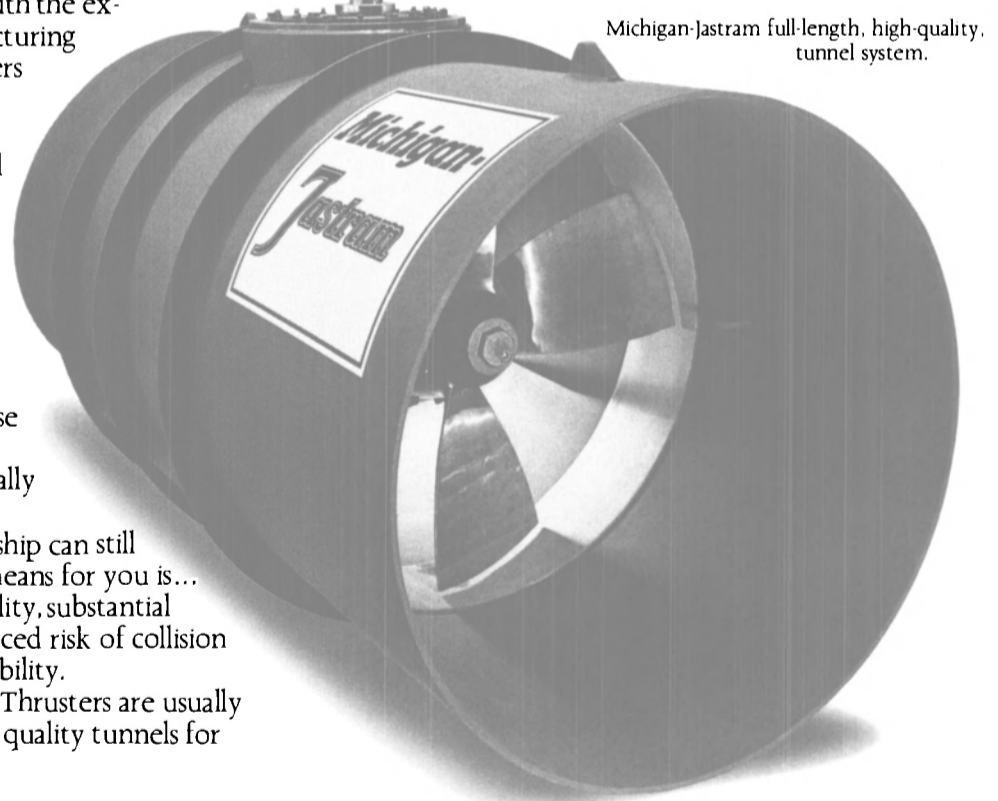 ith the ex-
cturing
ers
Michigan-Jastram full-length, high-quality,
tunnel system.
Michigan-
Jastram
se
ally
ship can still
eans for you is...
lity, substantial
ced risk of collision
bility.
Thrusters are usually
quality tunnels for